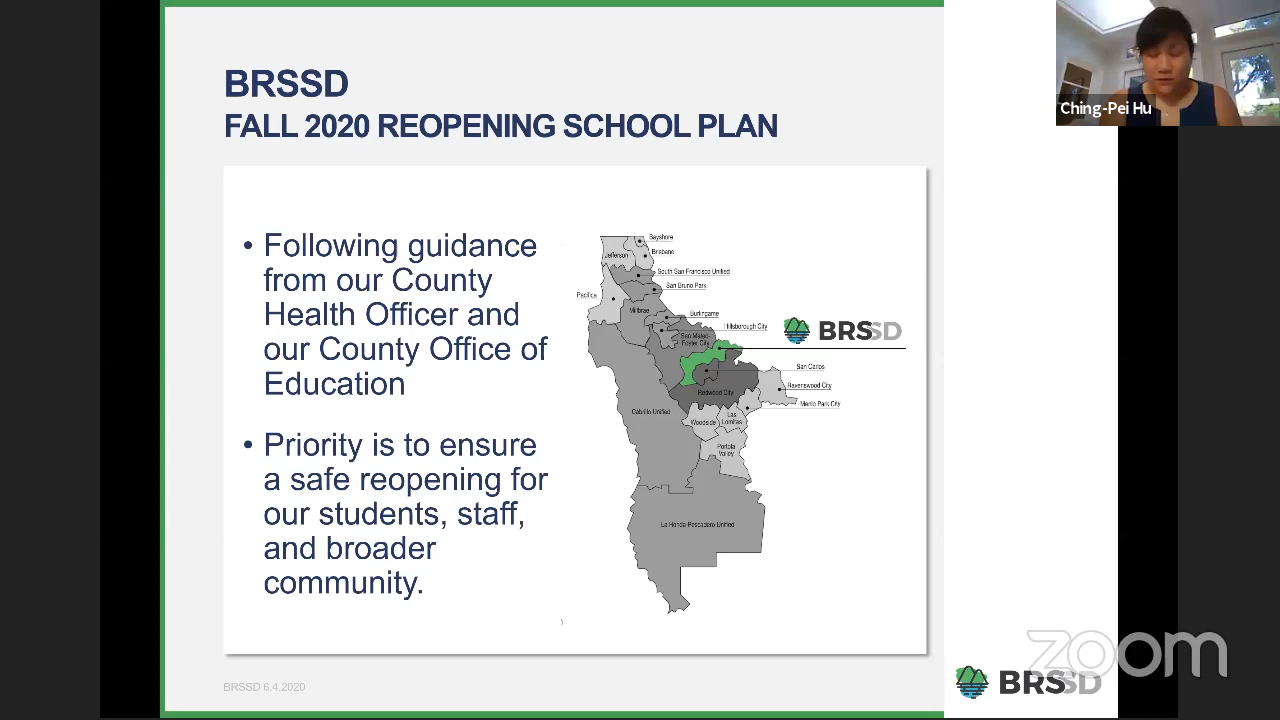 BRSSD
FALL 2020 REOPENING SCHOOL PLAN
Ching-Pei Hu
• Following guidance
from our County
Health Officer and
our County Office of
Education
• Priority is to ensure
a safe reopening for
our students, staff,
and broader
community.
Bayshore
Jefferson
Brisbane
South San Francisco Unified
San Bruno Park
Pacifica
Millbrae
Burlingame
Hillsborough City
San Mateo-
Foster City
BRSSD
San Carlos
Ravenswood City
Redwood City
Menlo Park City
Cabrillo Unified
Woodside
Las
Lomitas
Portola
Valley
La Honda-Pescadero Unified
BRSSD 6.4.2020
zoom
BRSSD